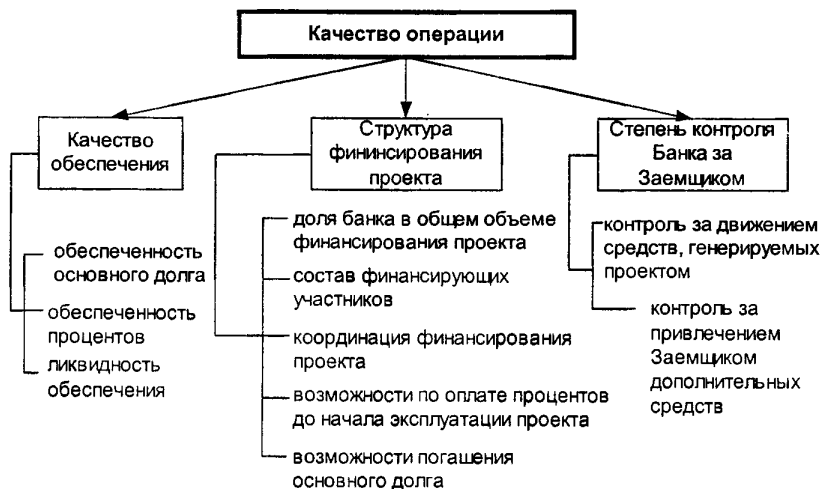 Качество операции
Качество
обеспечения
обеспеченность
основного долга
обеспеченность
процентов
ликвидность
обеспечения
Структура
фининсирования
проекта
доля банка в общем объеме
финансирования проекта
состав финансирующих
участников
координация финансирования
проекта
возможности по оплате процентов
до начала эксплуатации проекта
возможности погашения
основного долга
Степень контроля
Банка за
Заемщиком
контроль за движением
средств, генерируемых
проектом
контроль за
привлечением
Заемщиком
дополнительных
средств